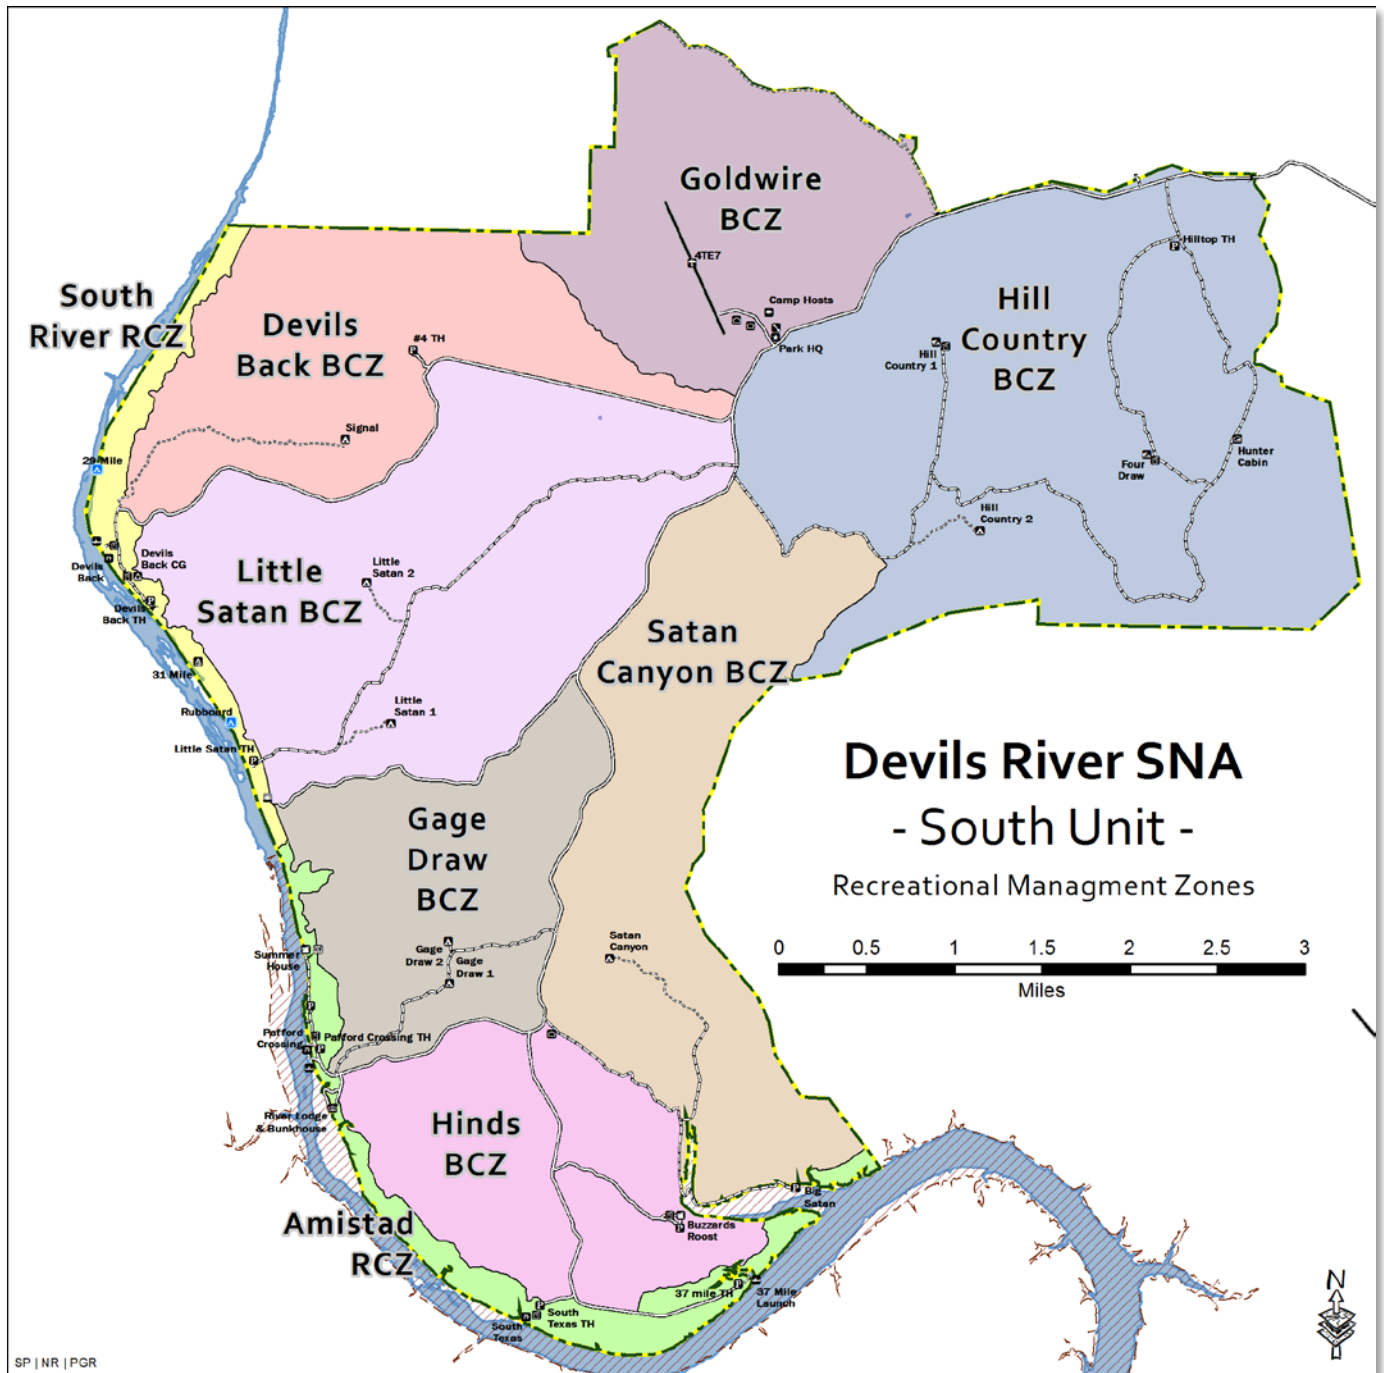 Goldwire
BCZ
4TE7
Camp Hosts
Park HQ
Hilltop TH
South
River RCZ
Devils
Back BCZ
#4 TH
Hill
Country
BCZ
Hill
Country 1
Signal
29 Mile
Hunter
Cabin
Four
Draw
Hill
Country 2
Devils
Back
Devils
Back CG
Devils
Back TH
Little
Satan 2
Little
Satan BCZ
Satan
Canyon BCZ
31 Mile
Rubboard
Little
Satan 1
Little Satan TH
Devils River SNA
- South Unit -
Recreational Managment Zones
0 0.5 1 1.5 2 2.5 3
Miles
Gage
Draw
BCZ
Gage
Draw 2
Gage
Draw 1
Satan
Canyon
Summer
House
Pafford
Crossing
Pafford Crossing TH
River Lodge
& Bunkhouse
Hinds
BCZ
Big
Satan
Buzzards
Roost
Amistad
RCZ
37 mile TH
37 Mile
Launch
South
Texas TH
South
Texas
N
SP | NR | PGR